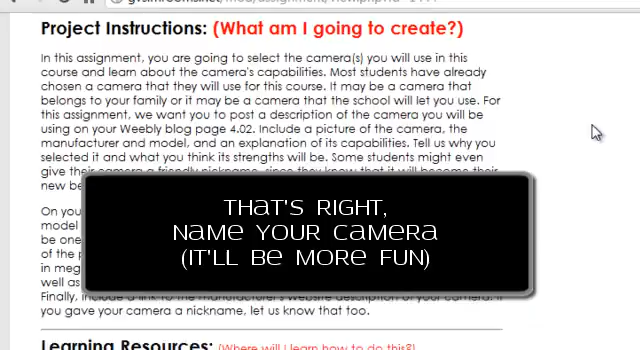 Project Instructions: (What am I going to create?)
In this assignment, you are going to select the camera(s) you will use in this
course and learn about the camera's capabilities. Most students have already
chosen a camera that they will use for this course. It may be a camera that
belongs to your family or it may be a camera that the school will let you use. For
this assignment, we want you to post a description of the camera you will be
using on your Weebly blog page 4.02. Include a picture of the camera, the
manufacturer and model, and an explanation of its capabilities. Tell us why you
selected it and what you think its strengths will be. Some students might even
give their camera a friendly nickname, since they know that it will become their
new be
THAT'S RIGHT,
NAME YOUR CAMERA
(IT'LL BE MORE FUN)
On you
model
be one
of the p
in meg
well as
Finally, include a link to the manufacturer's website description of your camera. If
you gave your camera a nickname, let us know that too.
Learning Resources: (Where will I learn how to do this?)